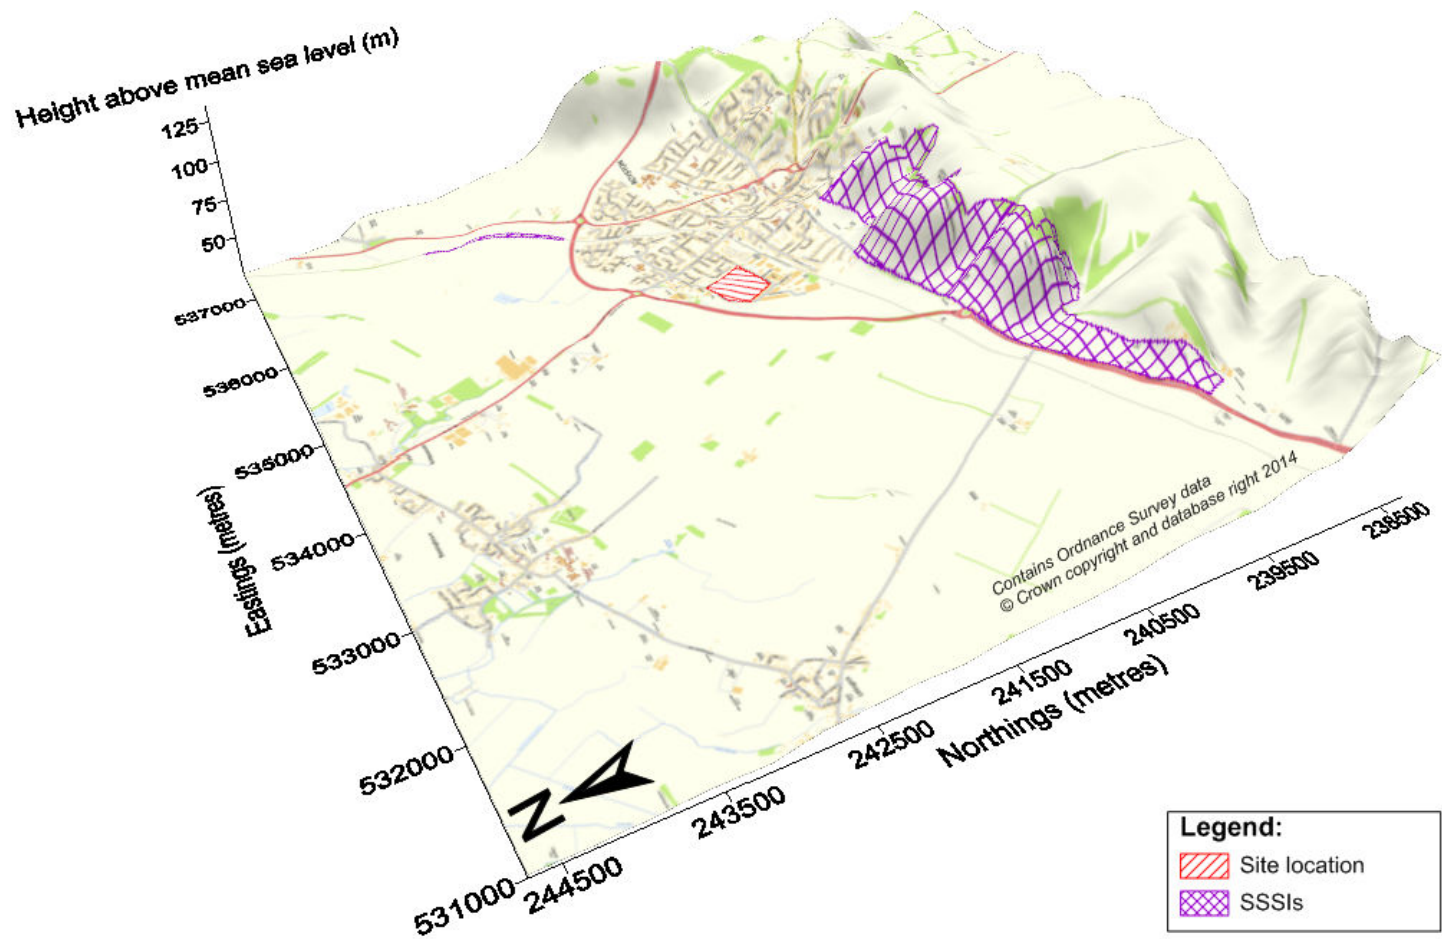 Height above mean sea level (m)
125
100
75
50
537000
536000
535000
534000
533000
532000
531000
Eastings (metres)
244500
243500
242500
241500
240500
239500
238500
Northings (metres)
Contains Ordnance Survey data
© Crown copyright and database right 2014
N
Legend:
Site location
SSSIs